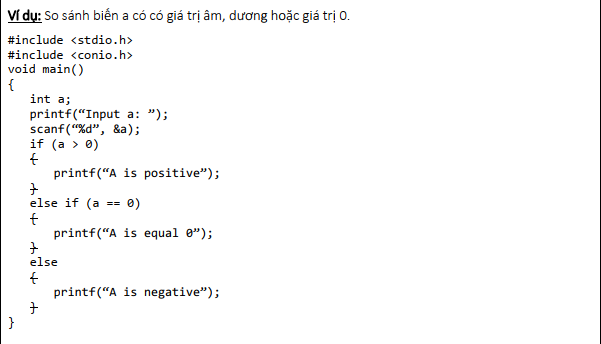 Ví dụ: So sánh biến a có có giá trị âm, dương hoặc giá trị 0.
#include <stdio.h>
#include <conio.h>
void main()
{
int a;
printf(“Input a: ”);
scanf(“%d”, &a);
if (a > 0)
{
printf(“A is positive”);
}
else if (a == 0)
{
printf(“A is equal 0”);
}
else
{
printf(“A is negative”);
}
}